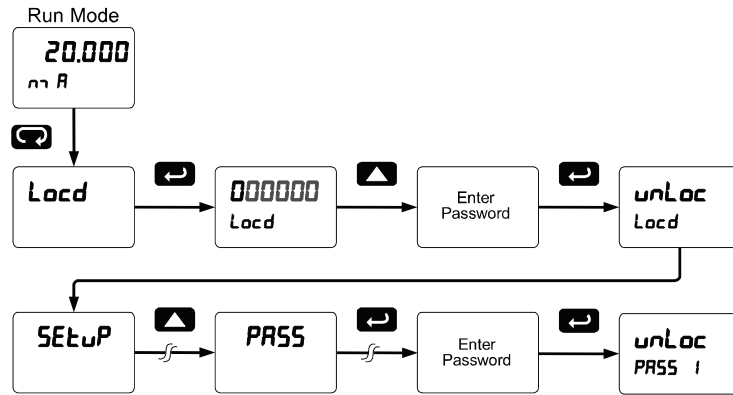 Run Mode
20.000
mA
Locd
000000
Locd
Enter
Password
unLoc
Locd
SEtuP
PASS
Enter
Password
unLoc
PASS 1